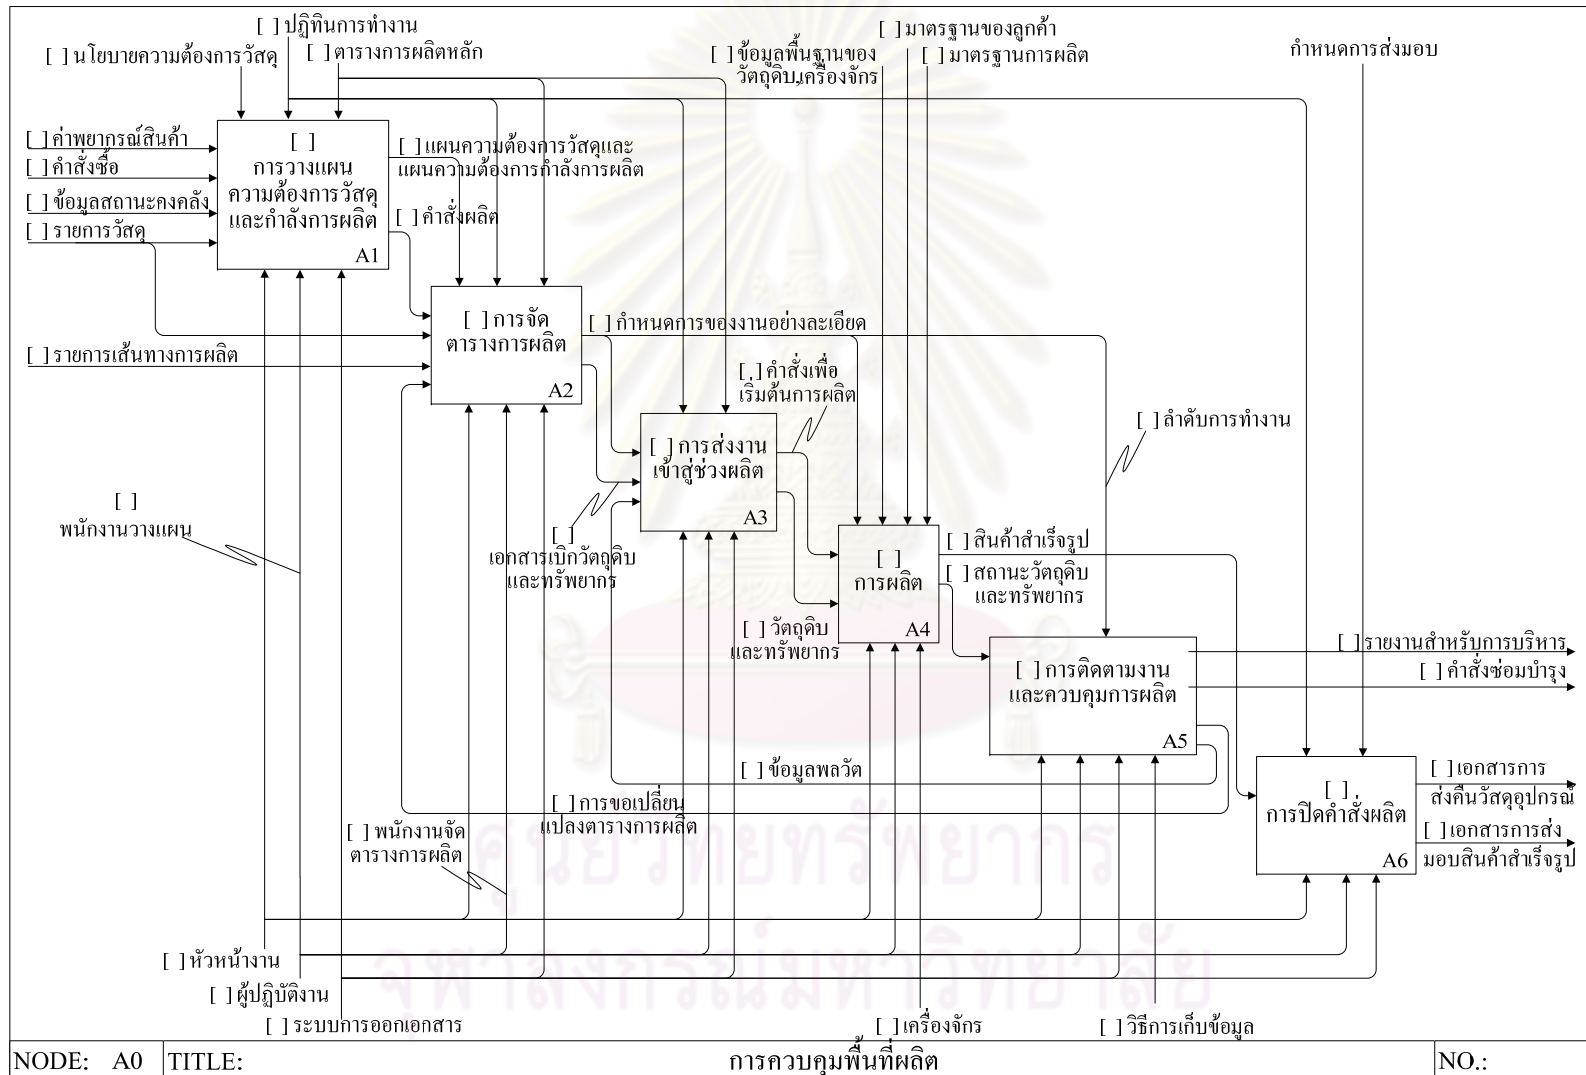 [ ] ปฏิทินการทำงาน
[ ] นโยบายความต้องการวัสดุ
[ ] ตารางการผลิตหลัก
[ ] ข้อมูลพื้นฐานของ
วัตถุดิบ,เครื่องจักร
[ ] มาตรฐานของลูกค้า
[ ] มาตรฐานการผลิต
กำหนดการส่งมอบ
[ ] ค่าพยากรณ์สินค้า
[ ] คำสั่งซื้อ
[ ] ข้อมูลสถานะคงคลัง
[ ] รายการวัสดุ
[ ]
การวางแผน
ความต้องการวัสดุ
และกำลังการผลิต
A1
[ ] แผนความต้องการวัสดุและ
แผนความต้องการกำลังการผลิต
[ ] คำสั่งผลิต
[ ] รายการเส้นทางการผลิต
[ ] การจัด
ตารางการผลิต
A2
[ ] กำหนดการของงานอย่างละเอียด
[ ] คำสั่งเพื่อ
เริ่มต้นการผลิต
[ ] ลำดับการทำงาน
[ ] การส่งงาน
เข้าสู่ช่วงผลิต
A3
[ ]
พนักงานวางแผน
[ ]
เอกสารเบิกวัตถุดิบ
และทรัพยากร
[ ]
การผลิต
A4
[ ] สินค้าสำเร็จรูป
[ ] สถานะวัตถุดิบ
และทรัพยากร
[ ] วัตถุดิบ
และทรัพยากร
[ ] การติดตามงาน
และควบคุมการผลิต
A5
[ ] รายงานสำหรับการบริหาร
[ ] คำสั่งซ่อมบำรุง
[ ] ข้อมูลพลวัต
[ ] การขอเปลี่ยน
แปลงตารางการผลิต
[ ] พนักงานจัด
ตารางการผลิต
[ ]
การปิดคำสั่งผลิต
A6
[ ] เอกสารการ
ส่งคืนวัสดุอุปกรณ์
[ ] เอกสารการส่ง
มอบสินค้าสำเร็จรูป
ศูนย์วิทยทรัพยากร
จุฬาลงกรณ์มหาวิทยาลัย
[ ] หัวหน้างาน
[ ] ผู้ปฏิบัติงาน
[ ] ระบบการออกเอกสาร
[ ] เครื่องจักร
[ ] วิธีการเก็บข้อมูล
NODE: A0 TITLE: การควบคุมพื้นที่ผลิต NO.: